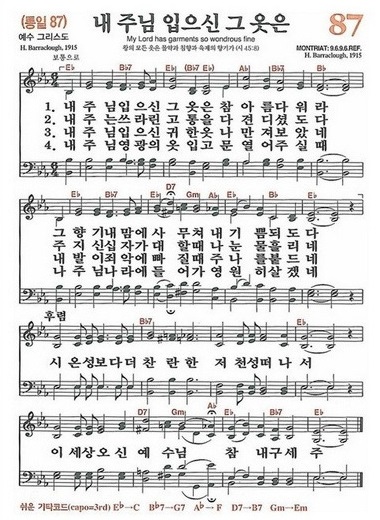 (통일 87)
예수 그리스도
H. Barraclough, 1915
보통으로
내 주님 입으신 그 옷은
My Lord has garments so wondrous fine
왕의 모든 옷은 몰약과 침향과 육계의 향기가 (시 45:8)
87
MONTRIAT: 9.6.9.6.REF.
H. Barraclough, 1915
E♭ B♭7 E♭ B♭7 B♭
1. 내 주님입으신 그 옷은참 아름다 워라
2. 내 주는쓰라린고통을다 견디셨도 다
3. 내 주님입으신 귀 한옷나 만져보았네
4. 내 주님영광의 옷 입고문 열어주실 때
E♭ B♭7 E♭ D7 Gm A♭ E♭ B♭7 E♭
그 향기내맘에사 무쳐내기 쁨되도다
주 지신십자가대 할때나눈 물흘리네
내 발이죄악에빠 질때주나 를붙드네
나 주님나라에들 어가영원 히살겠네
후렴
B♭7 E♭
시 온성보다더찬 란 한 저 천성떠나 서
D7 Gm A♭ E♭ B♭7 E♭
이세상오신 예수님 참 내구세 주
쉬운 기타코드(capo=3rd) E♭→C B♭7→G7 A♭→F D7→B7 Gm→Em